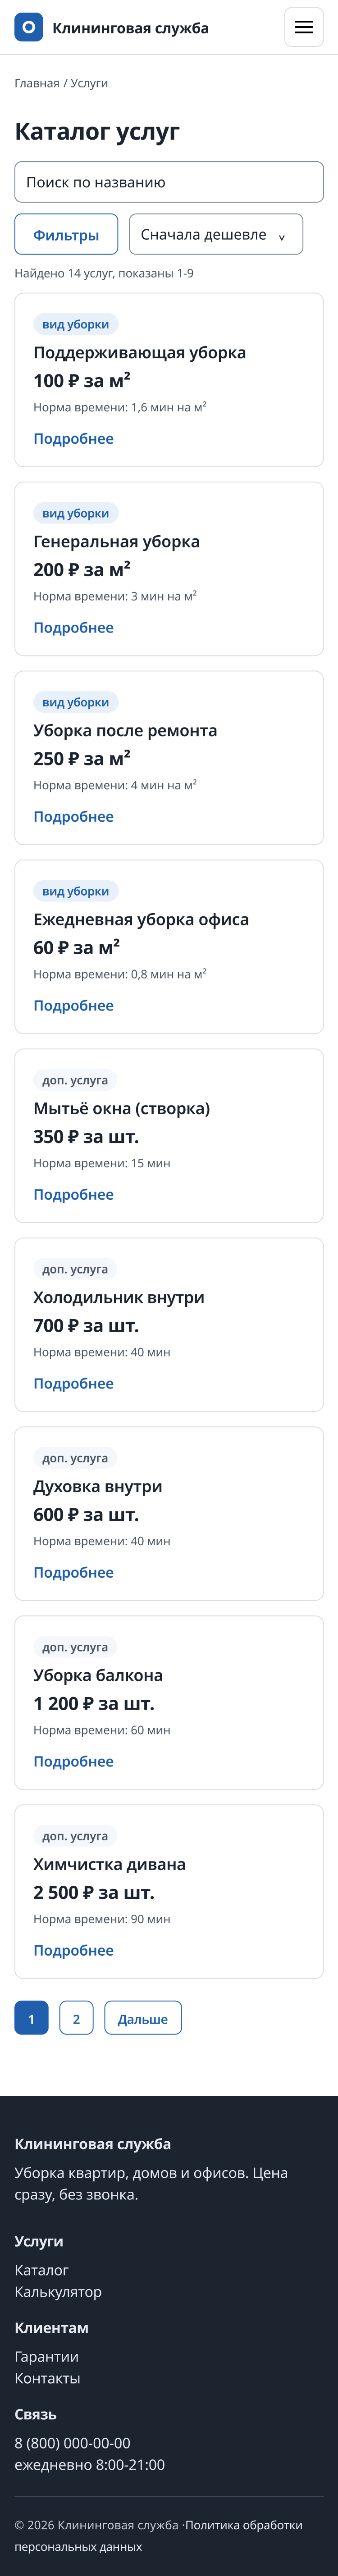 Клининговая служба
Главная / Услуги
Каталог услуг
Поиск по названию
Фильтры
Сначала дешевле
Найдено 14 услуг, показаны 1-9
вид уборки
Поддерживающая уборка
100 ₽ за м²
Норма времени: 1,6 мин на м²
Подробнее
вид уборки
Генеральная уборка
200 ₽ за м²
Норма времени: 3 мин на м²
Подробнее
вид уборки
Уборка после ремонта
250 ₽ за м²
Норма времени: 4 мин на м²
Подробнее
вид уборки
Ежедневная уборка офиса
60 ₽ за м²
Норма времени: 0,8 мин на м²
Подробнее
доп. услуга
Мытьё окна (створка)
350 ₽ за шт.
Норма времени: 15 мин
Подробнее
доп. услуга
Холодильник внутри
700 ₽ за шт.
Норма времени: 40 мин
Подробнее
доп. услуга
Духовка внутри
600 ₽ за шт.
Норма времени: 40 мин
Подробнее
доп. услуга
Уборка балкона
1 200 ₽ за шт.
Норма времени: 60 мин
Подробнее
доп. услуга
Химчистка дивана
2 500 ₽ за шт.
Норма времени: 90 мин
Подробнее
1
2
Дальше
Клининговая служба
Уборка квартир, домов и офисов. Цена
сразу, без звонка.
Услуги
Каталог
Калькулятор
Клиентам
Гарантии
Контакты
Связь
8 (800) 000-00-00
ежедневно 8:00-21:00
© 2026 Клининговая служба ·Политика обработки
персональных данных